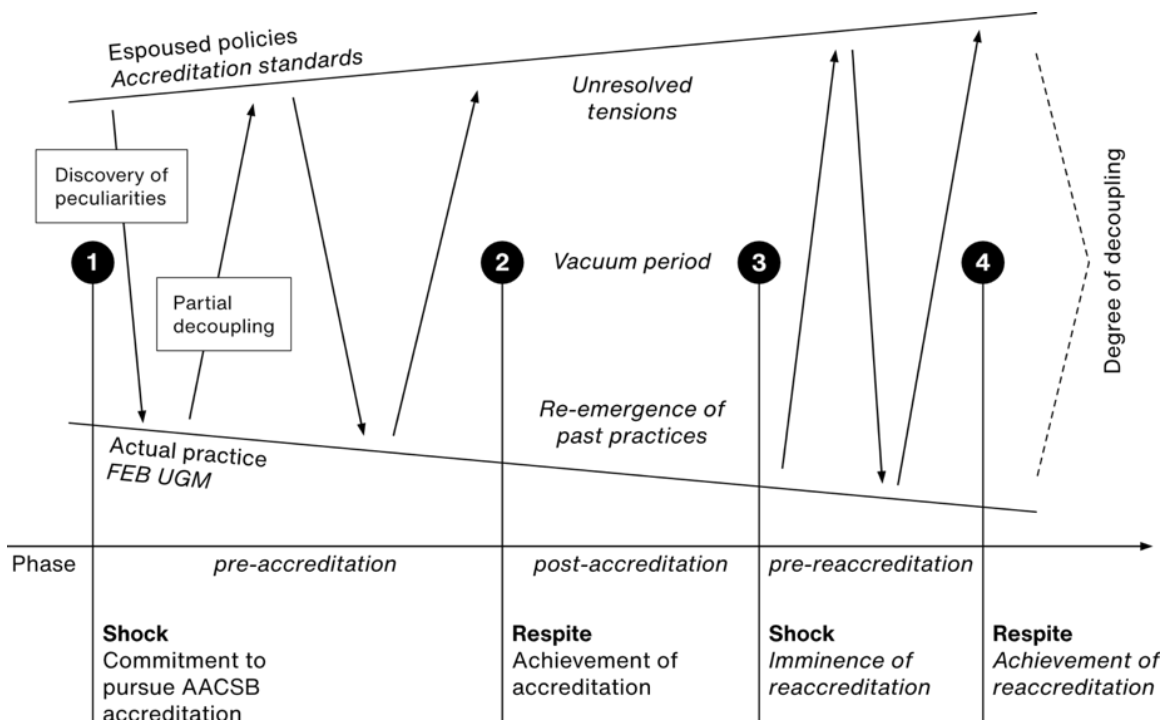 Espoused policies
Accreditation standards
Unresolved
tensions
Discovery of
peculiarities
Degree of decoupling
1
2
Vacuum period
3
4
Partial
decoupling
Re-emergence of
past practices
Actual practice
FEB UGM
Phase
pre-accreditation
post-accreditation
pre-reaccreditation
Shock
Commitment to
pursue AACSB
accreditation
Respite
Achievement of
accreditation
Shock
Imminence of
reaccreditation
Respite
Achievement of
reaccreditation